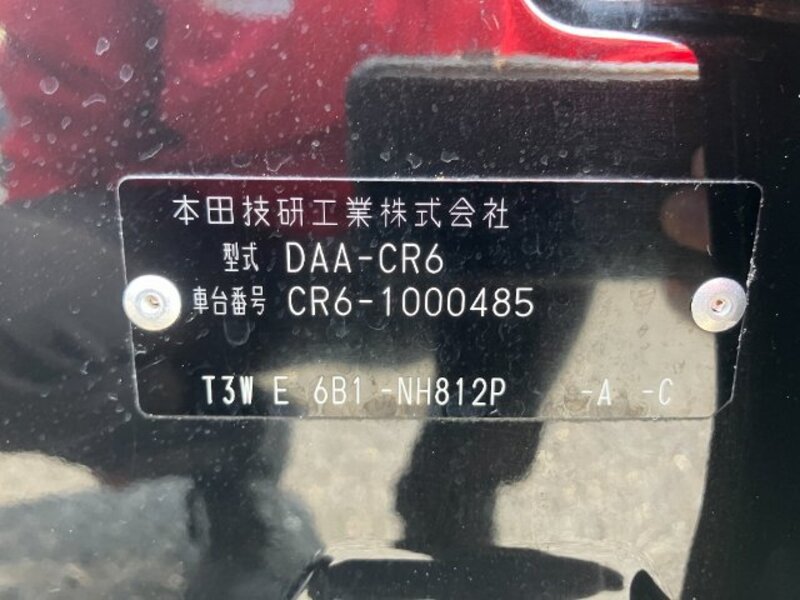 本田技研工業株式会社
型式 DAA-CR6
車台番号 CR6-1000485
T3W E 6B1 -NH812P -A -C